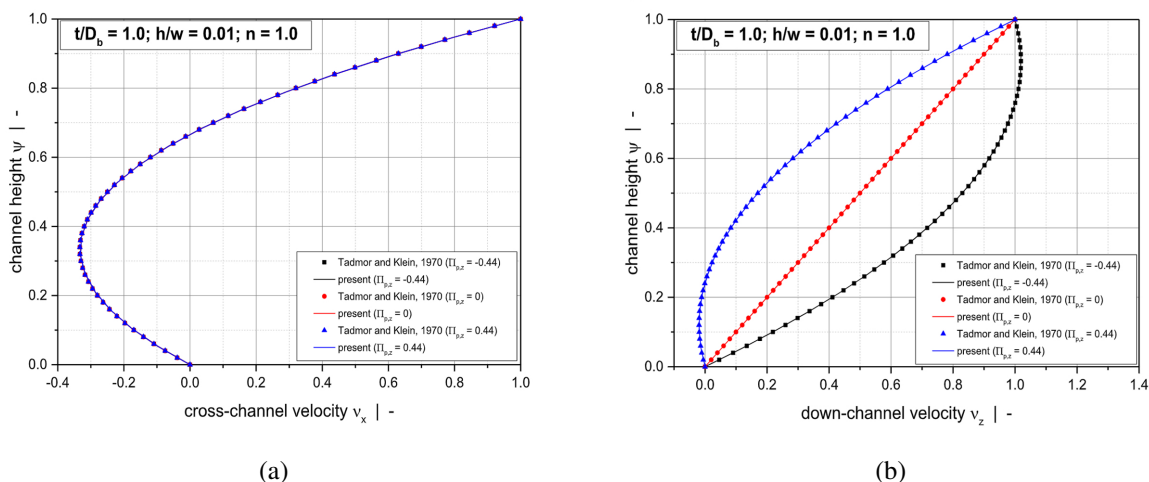 t/D_b = 1.0; h/w = 0.01; n = 1.0
1.0
0.8
0.6
0.4
0.2
0.0
channel height ψ | -
Tadmor and Klein, 1970 (Π_p,z = -0.44)
present (Π_p,z = -0.44)
Tadmor and Klein, 1970 (Π_p,z = 0)
present (Π_p,z = 0)
Tadmor and Klein, 1970 (Π_p,z = 0.44)
present (Π_p,z = 0.44)
-0.4 -0.2 0.0 0.2 0.4 0.6 0.8 1.0
cross-channel velocity ν_x | -
(a)
t/D_b = 1.0; h/w = 0.01; n = 1.0
1.0
0.8
0.6
0.4
0.2
0.0
channel height ψ | -
Tadmor and Klein, 1970 (Π_p,z = -0.44)
present (Π_p,z = -0.44)
Tadmor and Klein, 1970 (Π_p,z = 0)
present (Π_p,z = 0)
Tadmor and Klein, 1970 (Π_p,z = 0.44)
present (Π_p,z = 0.44)
0.0 0.2 0.4 0.6 0.8 1.0 1.2 1.4
down-channel velocity ν_z | -
(b)